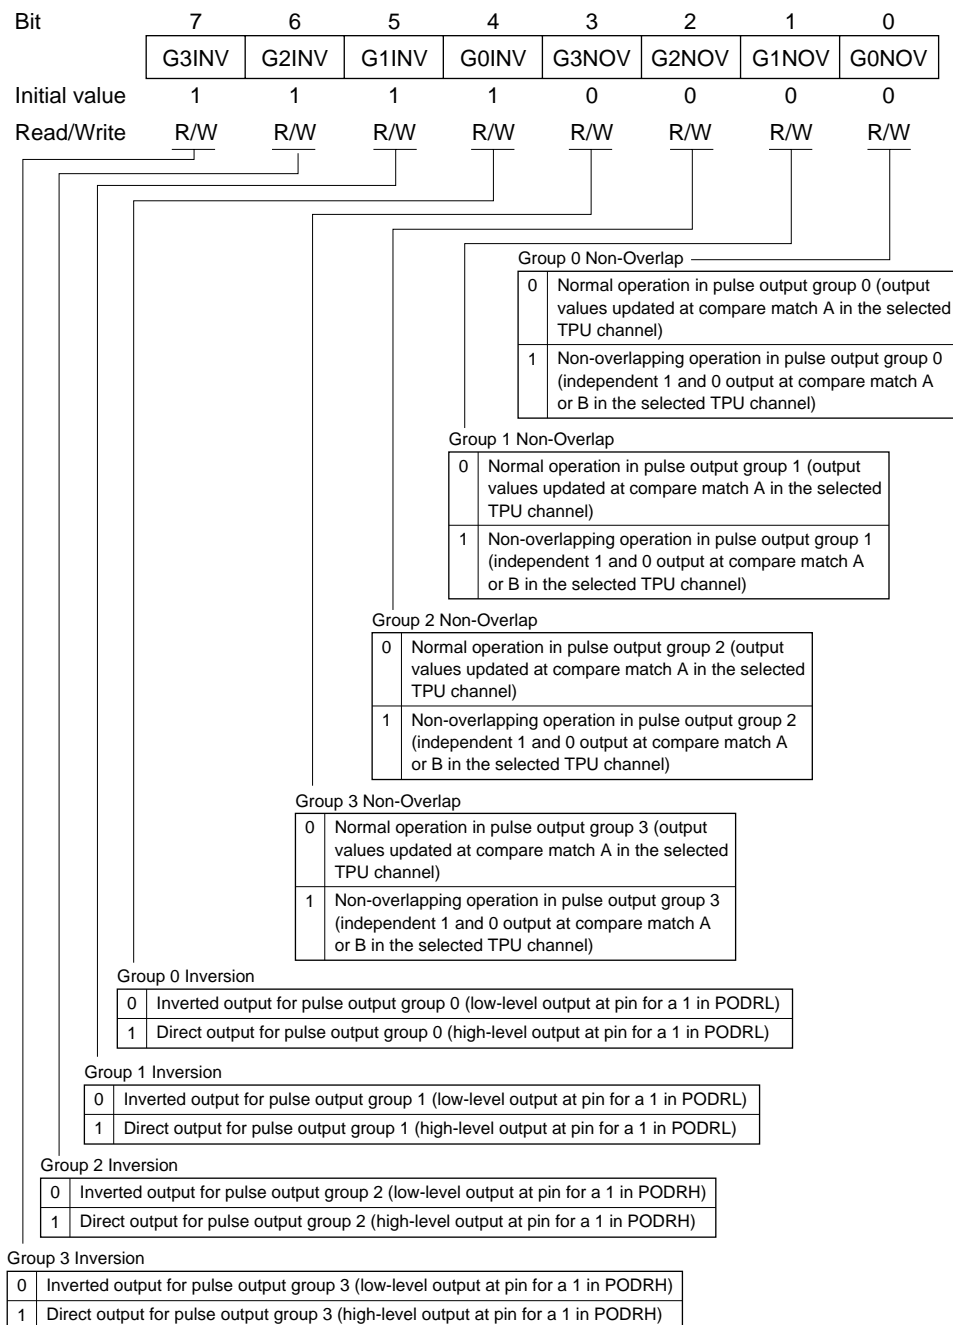 Bit 7 6 5 4 3 2 1 0
G3INV G2INV G1INV G0INV G3NOV G2NOV G1NOV G0NOV
Initial value 1 1 1 1 0 0 0 0
Read/Write R/W R/W R/W R/W R/W R/W R/W R/W
Group 0 Non-Overlap
0 Normal operation in pulse output group 0 (output
values updated at compare match A in the selected
TPU channel)
1 Non-overlapping operation in pulse output group 0
(independent 1 and 0 output at compare match A
or B in the selected TPU channel)
Group 1 Non-Overlap
0 Normal operation in pulse output group 1 (output
values updated at compare match A in the selected
TPU channel)
1 Non-overlapping operation in pulse output group 1
(independent 1 and 0 output at compare match A
or B in the selected TPU channel)
Group 2 Non-Overlap
0 Normal operation in pulse output group 2 (output
values updated at compare match A in the selected
TPU channel)
1 Non-overlapping operation in pulse output group 2
(independent 1 and 0 output at compare match A
or B in the selected TPU channel)
Group 3 Non-Overlap
0 Normal operation in pulse output group 3 (output
values updated at compare match A in the selected
TPU channel)
1 Non-overlapping operation in pulse output group 3
(independent 1 and 0 output at compare match A
or B in the selected TPU channel)
Group 0 Inversion
0 Inverted output for pulse output group 0 (low-level output at pin for a 1 in PODRL)
1 Direct output for pulse output group 0 (high-level output at pin for a 1 in PODRL)
Group 1 Inversion
0 Inverted output for pulse output group 1 (low-level output at pin for a 1 in PODRL)
1 Direct output for pulse output group 1 (high-level output at pin for a 1 in PODRL)
Group 2 Inversion
0 Inverted output for pulse output group 2 (low-level output at pin for a 1 in PODRH)
1 Direct output for pulse output group 2 (high-level output at pin for a 1 in PODRH)
Group 3 Inversion
0 Inverted output for pulse output group 3 (low-level output at pin for a 1 in PODRH)
1 Direct output for pulse output group 3 (high-level output at pin for a 1 in PODRH)